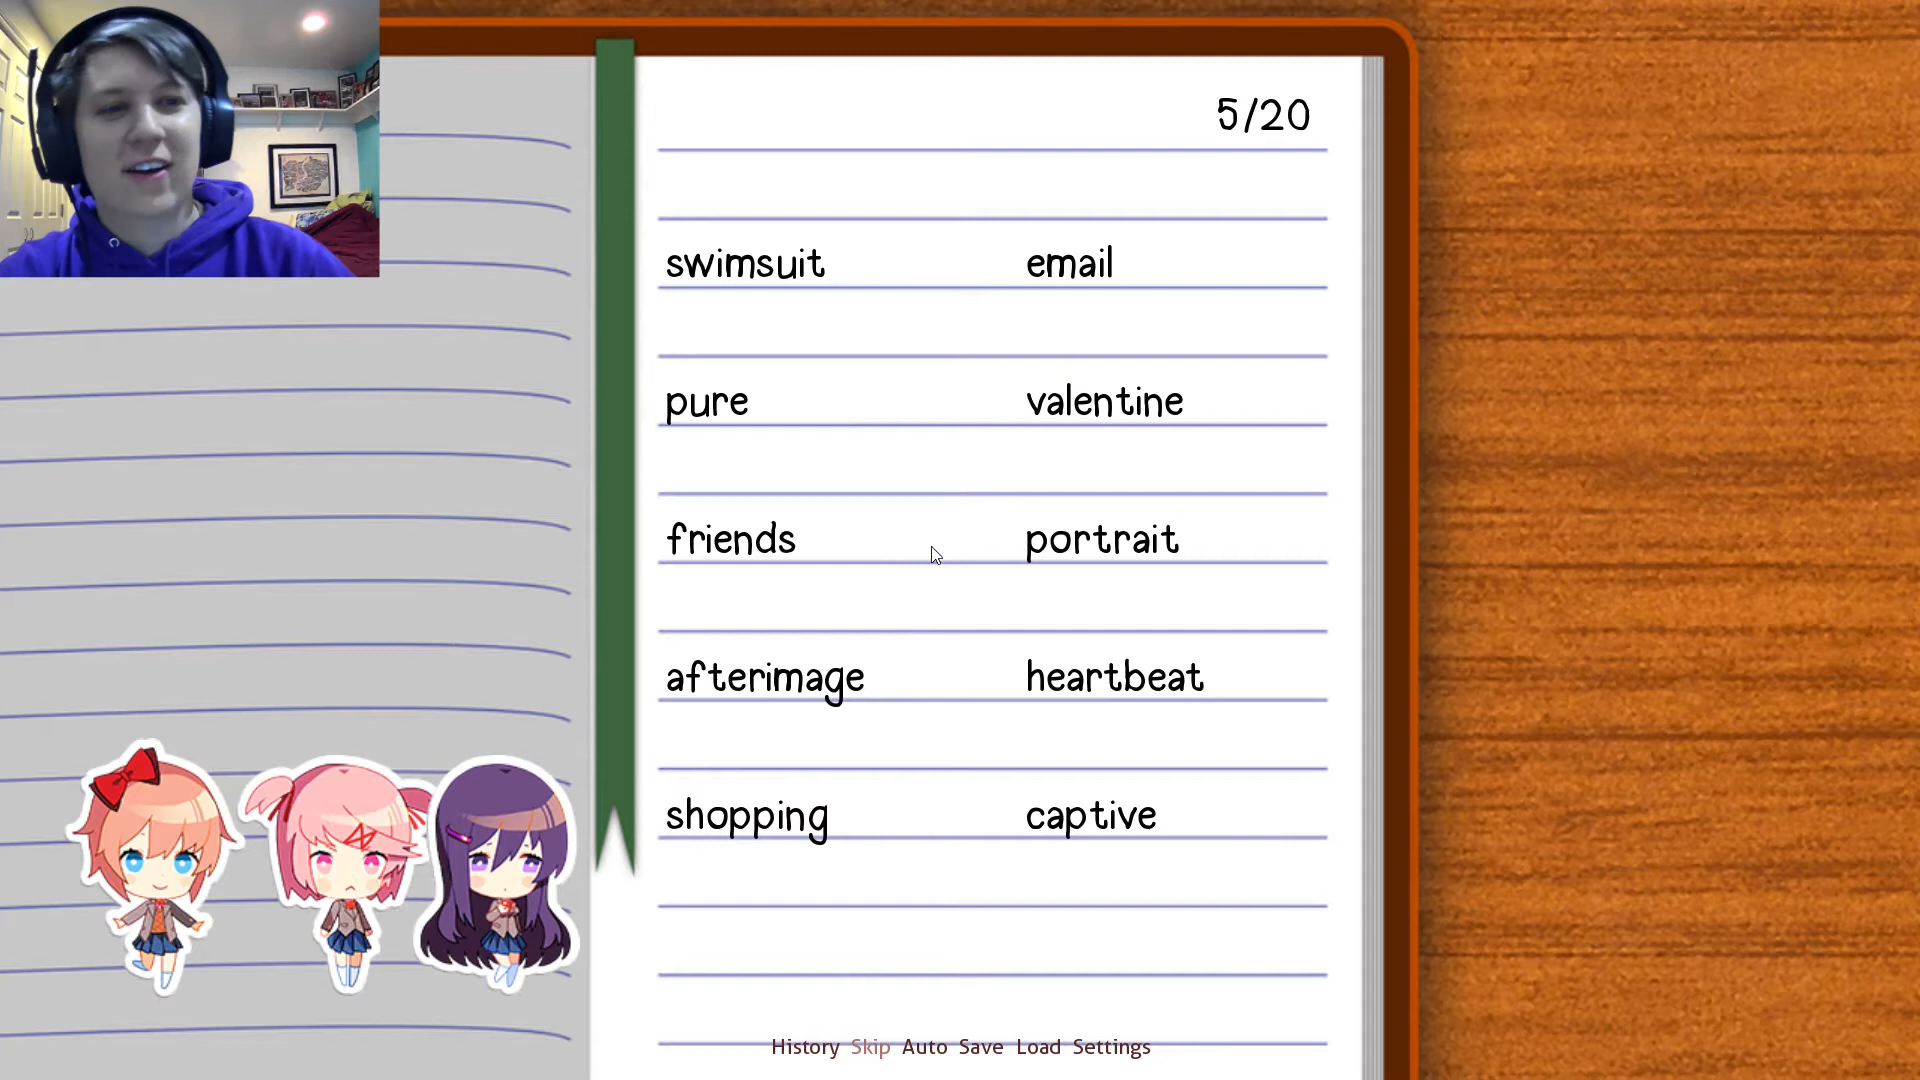 5/20
swimsuit email
pure valentine
friends portrait
afterimage heartbeat
shopping captive
History Skip Auto Save Load Settings